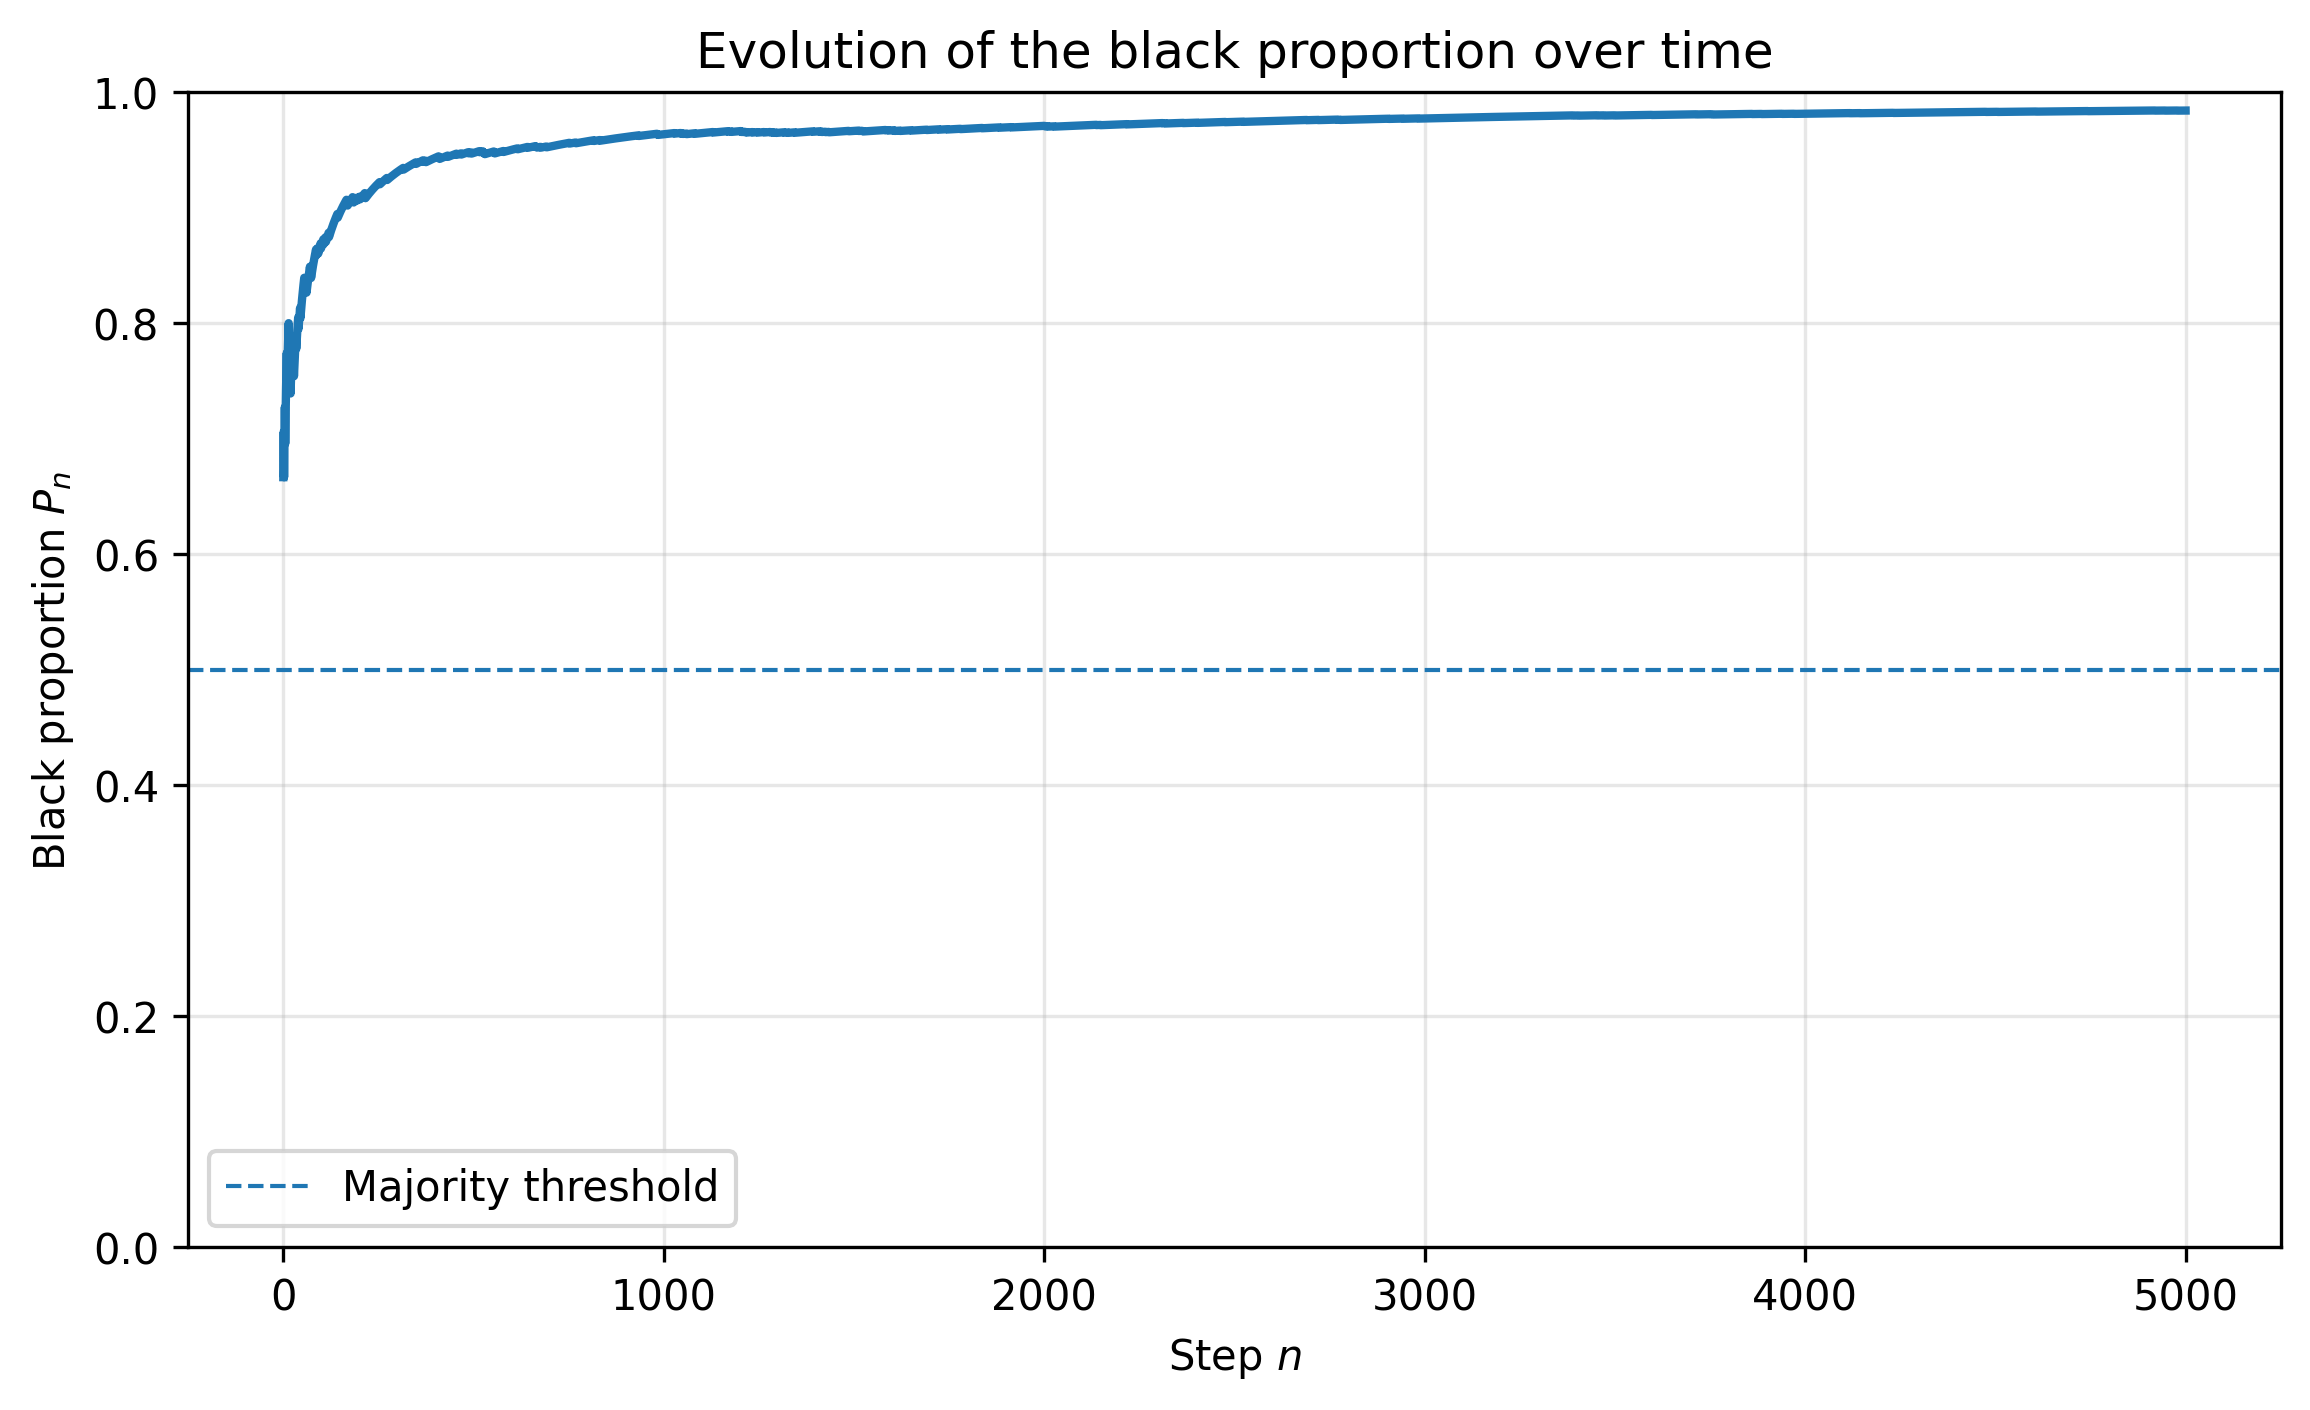 Evolution of the black proportion over time
1.0
0.8
0.6
0.4
0.2
0.0
Black proportion Pₙ
Majority threshold
0 1000 2000 3000 4000 5000
Step n